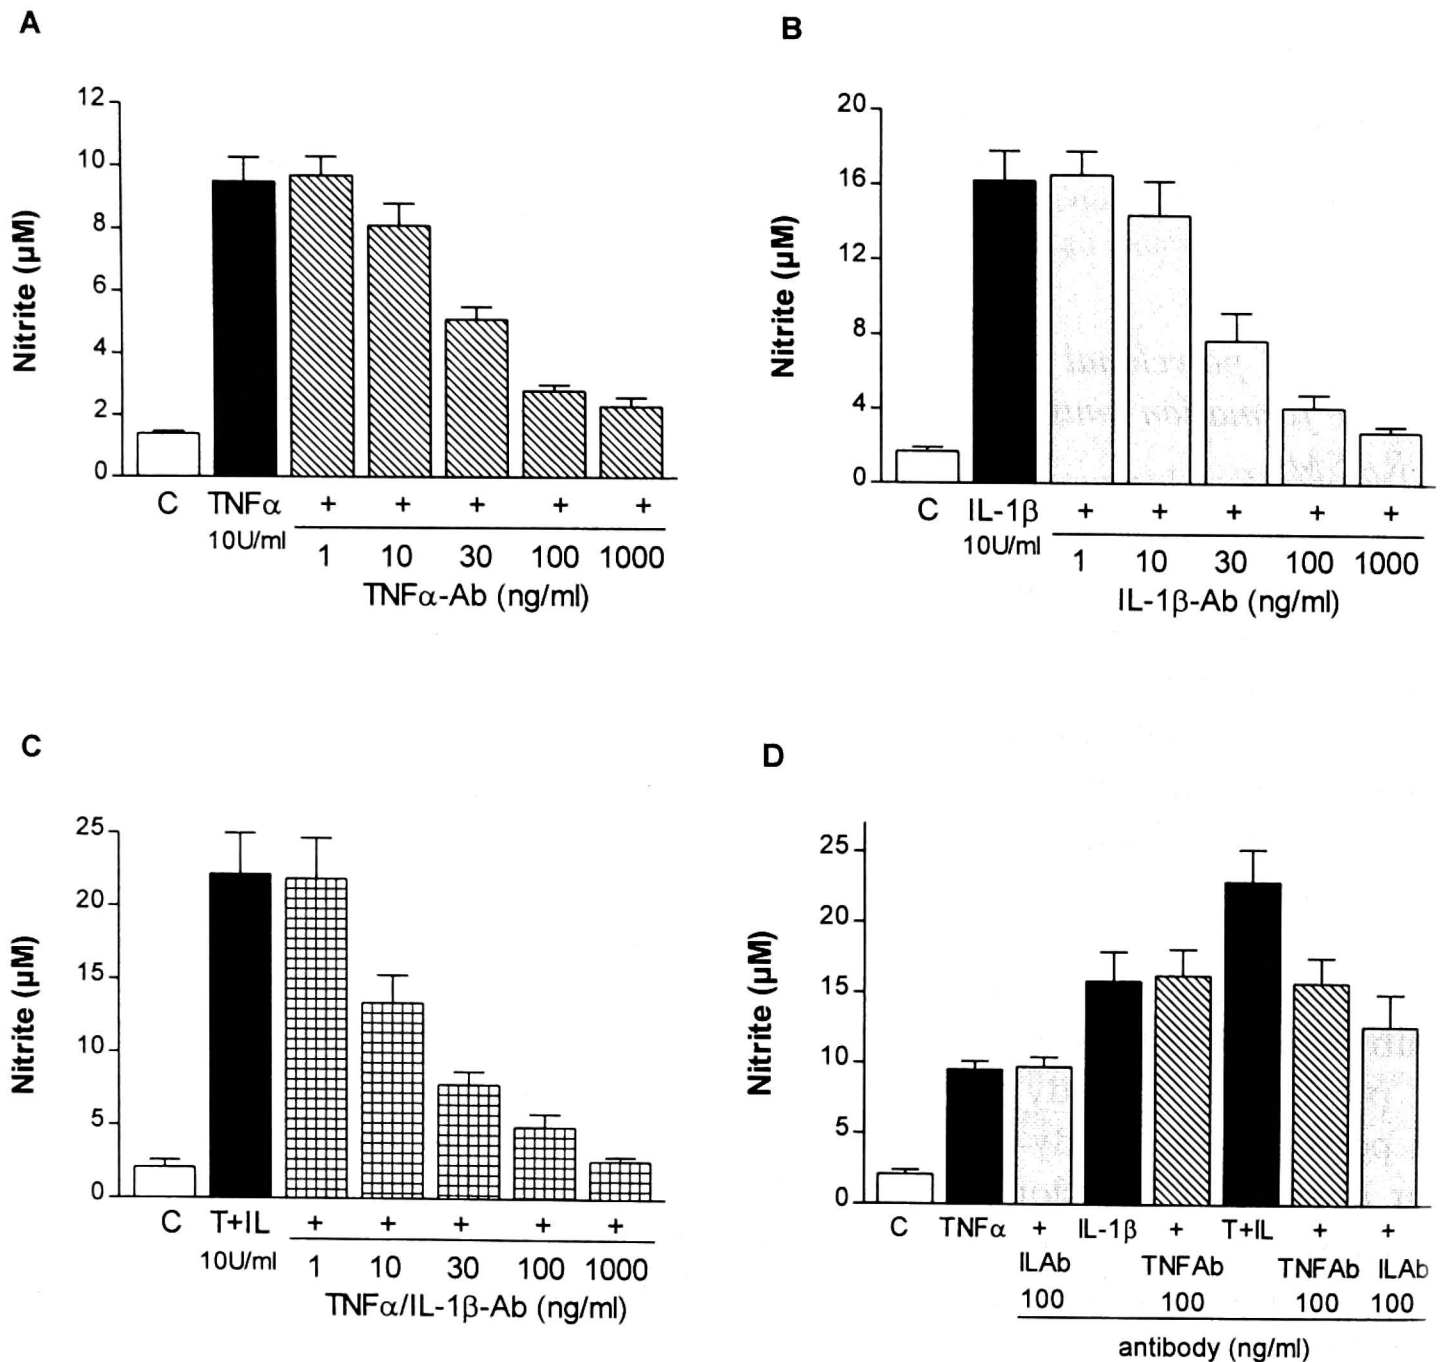 A
Nitrite (µM)
12
10
8
6
4
2
0
C TNFα + + + + +
10U/ml 1 10 30 100 1000
TNFα-Ab (ng/ml)
B
Nitrite (µM)
20
16
12
8
4
0
C IL-1β + + + + +
10U/ml 1 10 30 100 1000
IL-1β-Ab (ng/ml)
C
Nitrite (µM)
25
20
15
10
5
0
C T+IL + + + + +
10U/ml 1 10 30 100 1000
TNFα/IL-1β-Ab (ng/ml)
D
Nitrite (µM)
25
20
15
10
5
0
C TNFα + IL-1β + T+IL + +
ILAb TNFAb TNFAb ILAb
100 100 100 100
antibody (ng/ml)